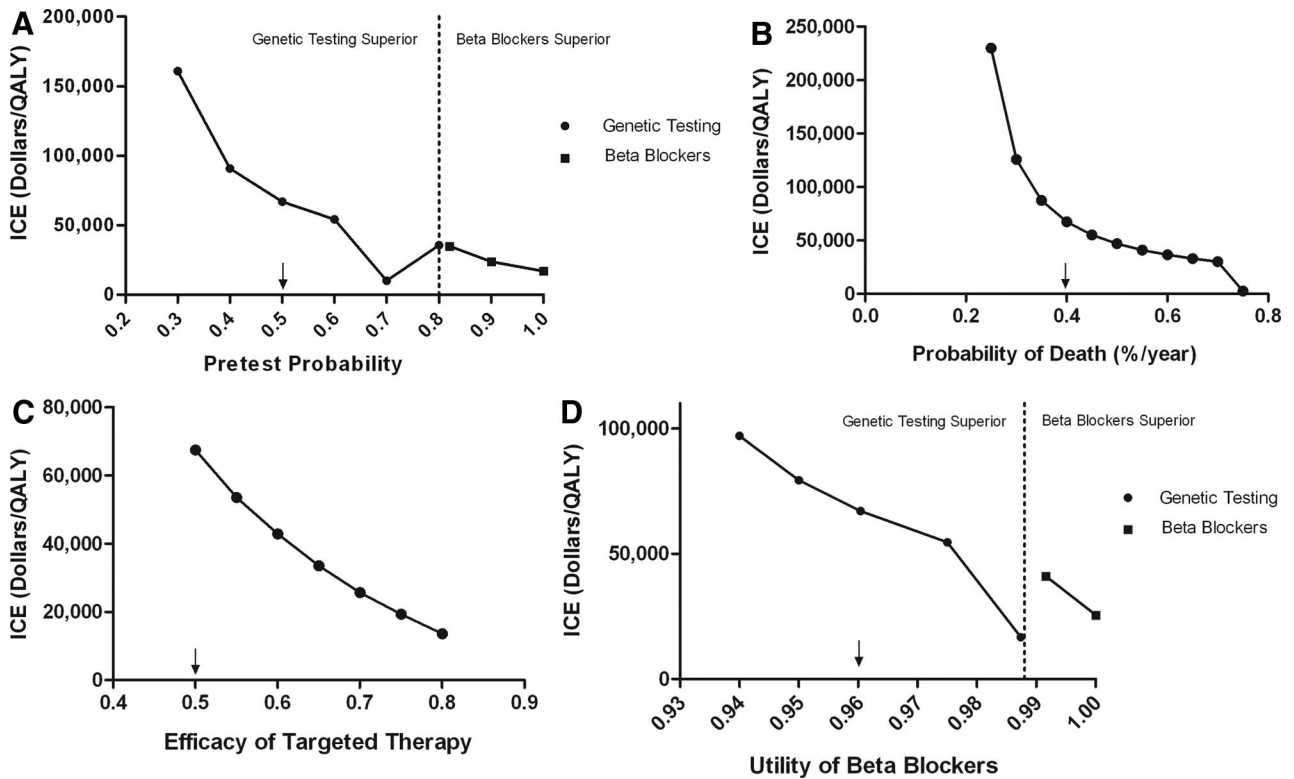 A
ICE (Dollars/QALY)
200,000
150,000
100,000
50,000
0
Genetic Testing Superior
Beta Blockers Superior
Genetic Testing
Beta Blockers
0.2 0.3 0.4 0.5 0.6 0.7 0.8 0.9 1.0
Pretest Probability
B
ICE (Dollars/QALY)
250,000
200,000
150,000
100,000
50,000
0
0.0 0.2 0.4 0.6 0.8
Probability of Death (%/year)
C
ICE (Dollars/QALY)
80,000
60,000
40,000
20,000
0
0.4 0.5 0.6 0.7 0.8 0.9
Efficacy of Targeted Therapy
D
ICE (Dollars/QALY)
100,000
50,000
0
Genetic Testing Superior
Beta Blockers Superior
Genetic Testing
Beta Blockers
0.93 0.94 0.95 0.96 0.97 0.98 0.99 1.00
Utility of Beta Blockers